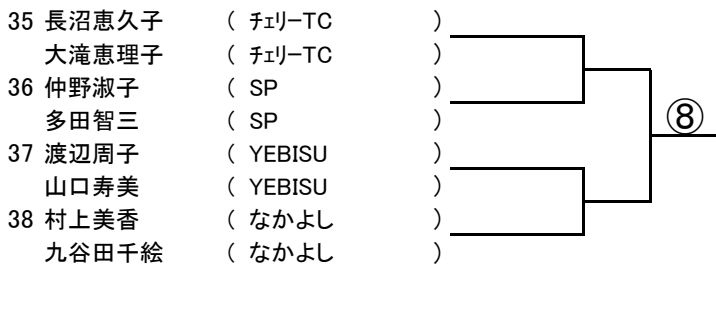 35 長沼恵久子 ( ﾁｪﾘｰTC )
大滝恵理子 ( ﾁｪﾘｰTC )
36 仲野淑子 ( SP )
多田智三 ( SP )
⑧
37 渡辺周子 ( YEBISU )
山口寿美 ( YEBISU )
38 村上美香 ( なかよし )
九谷田千絵 ( なかよし )